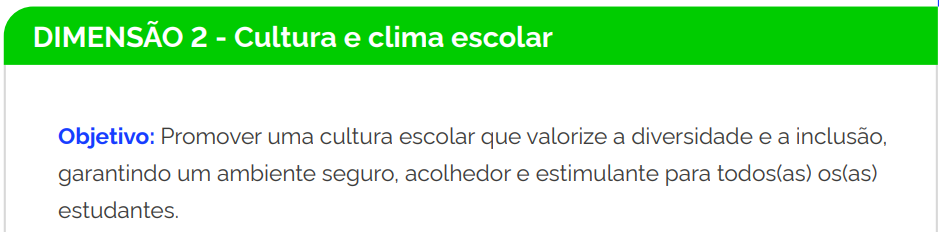 DIMENSÃO 2 - Cultura e clima escolar
Objetivo: Promover uma cultura escolar que valorize a diversidade e a inclusão,
garantindo um ambiente seguro, acolhedor e estimulante para todos(as) os(as)
estudantes.